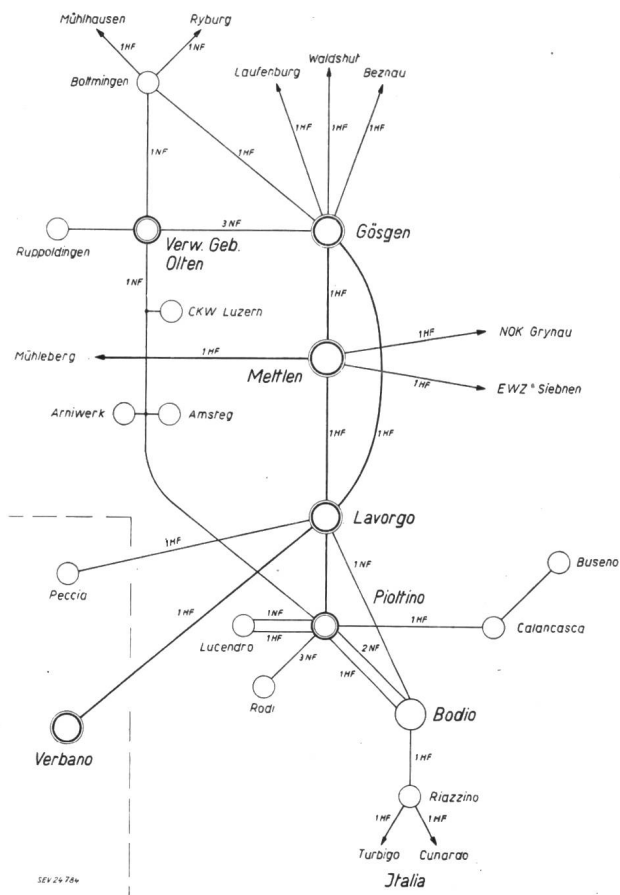 Mühlhausen
Ryburg
1HF
1NF
Bottmingen
Waldshut
Laufenburg
Beznau
1HF
1HF
1HF
1NF
1HF
3NF
Gösgen
Ruppoldingen
Verw. Geb.
Olten
1NF
1HF
CKW Luzern
NOK Grynau
1HF
Mühleberg
1HF
Mettlen
1HF
EWZ" Siebnen
Arniwerk
Amsteg
1HF
1HF
Lavorgo
1HF
1NF
Buseno
Peccia
Piottino
1HF
1NF
1HF
Calancasca
Lucendro
1HF
2NF
3NF
1HF
Rodi
Bodio
Verbano
1HF
Riazzino
1HF
1HF
Turbigo
Cunardo
Italia
SEV 24784